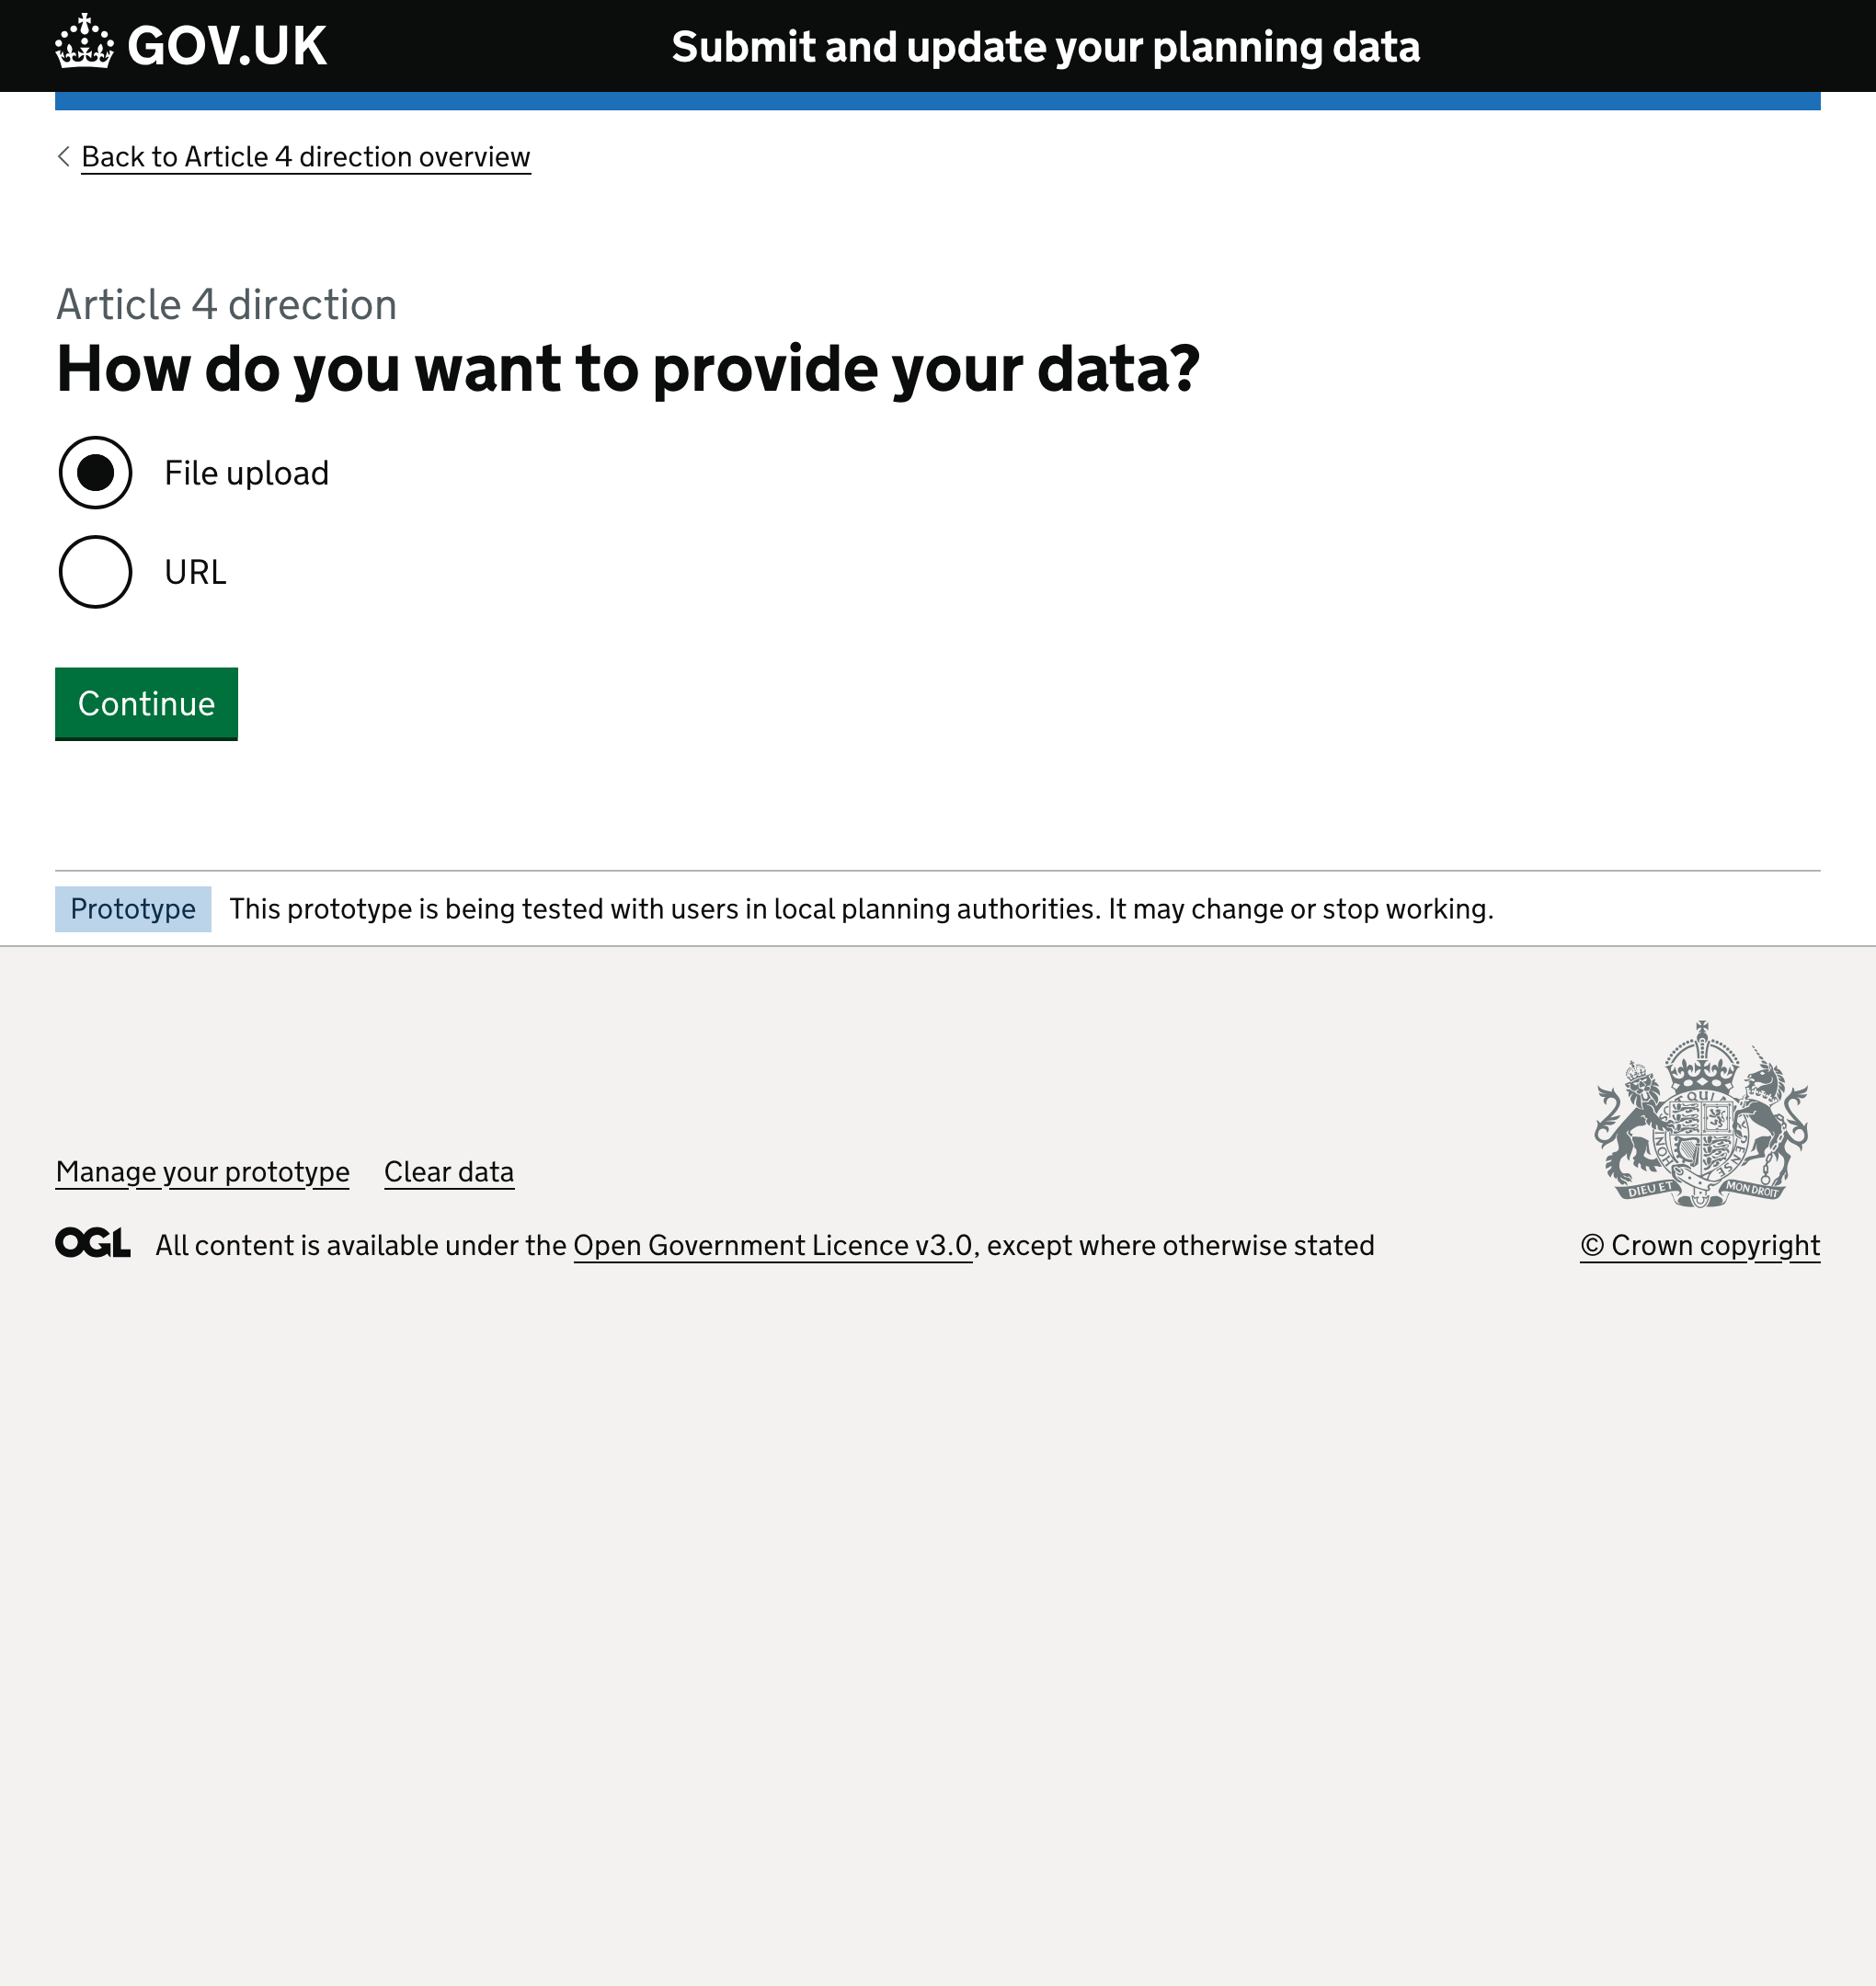 GOV.UK
Submit and update your planning data
Back to Article 4 direction overview
Article 4 direction
How do you want to provide your data?
File upload
URL
Continue
Prototype This prototype is being tested with users in local planning authorities. It may change or stop working.
Manage your prototype Clear data
OGL All content is available under the Open Government Licence v3.0, except where otherwise stated
DIEU ET MON DROIT
© Crown copyright